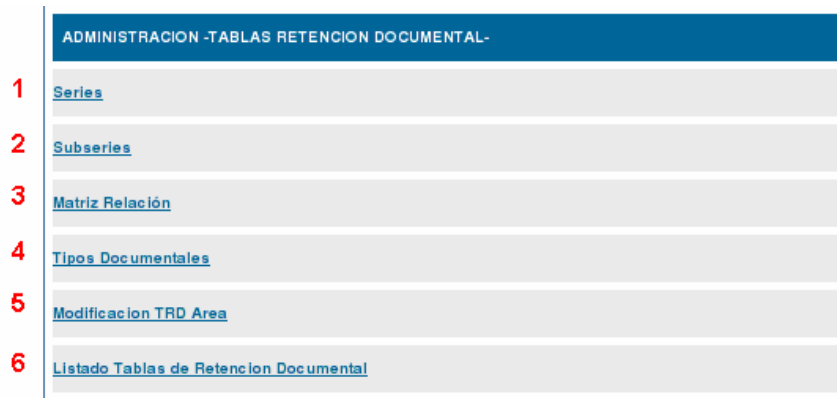 ADMINISTRACION -TABLAS RETENCION DOCUMENTAL-
1 Series
2 Subseries
3 Matriz Relación
4 Tipos Documentales
5 Modificacion TRD Area
6 Listado Tablas de Retencion Documental